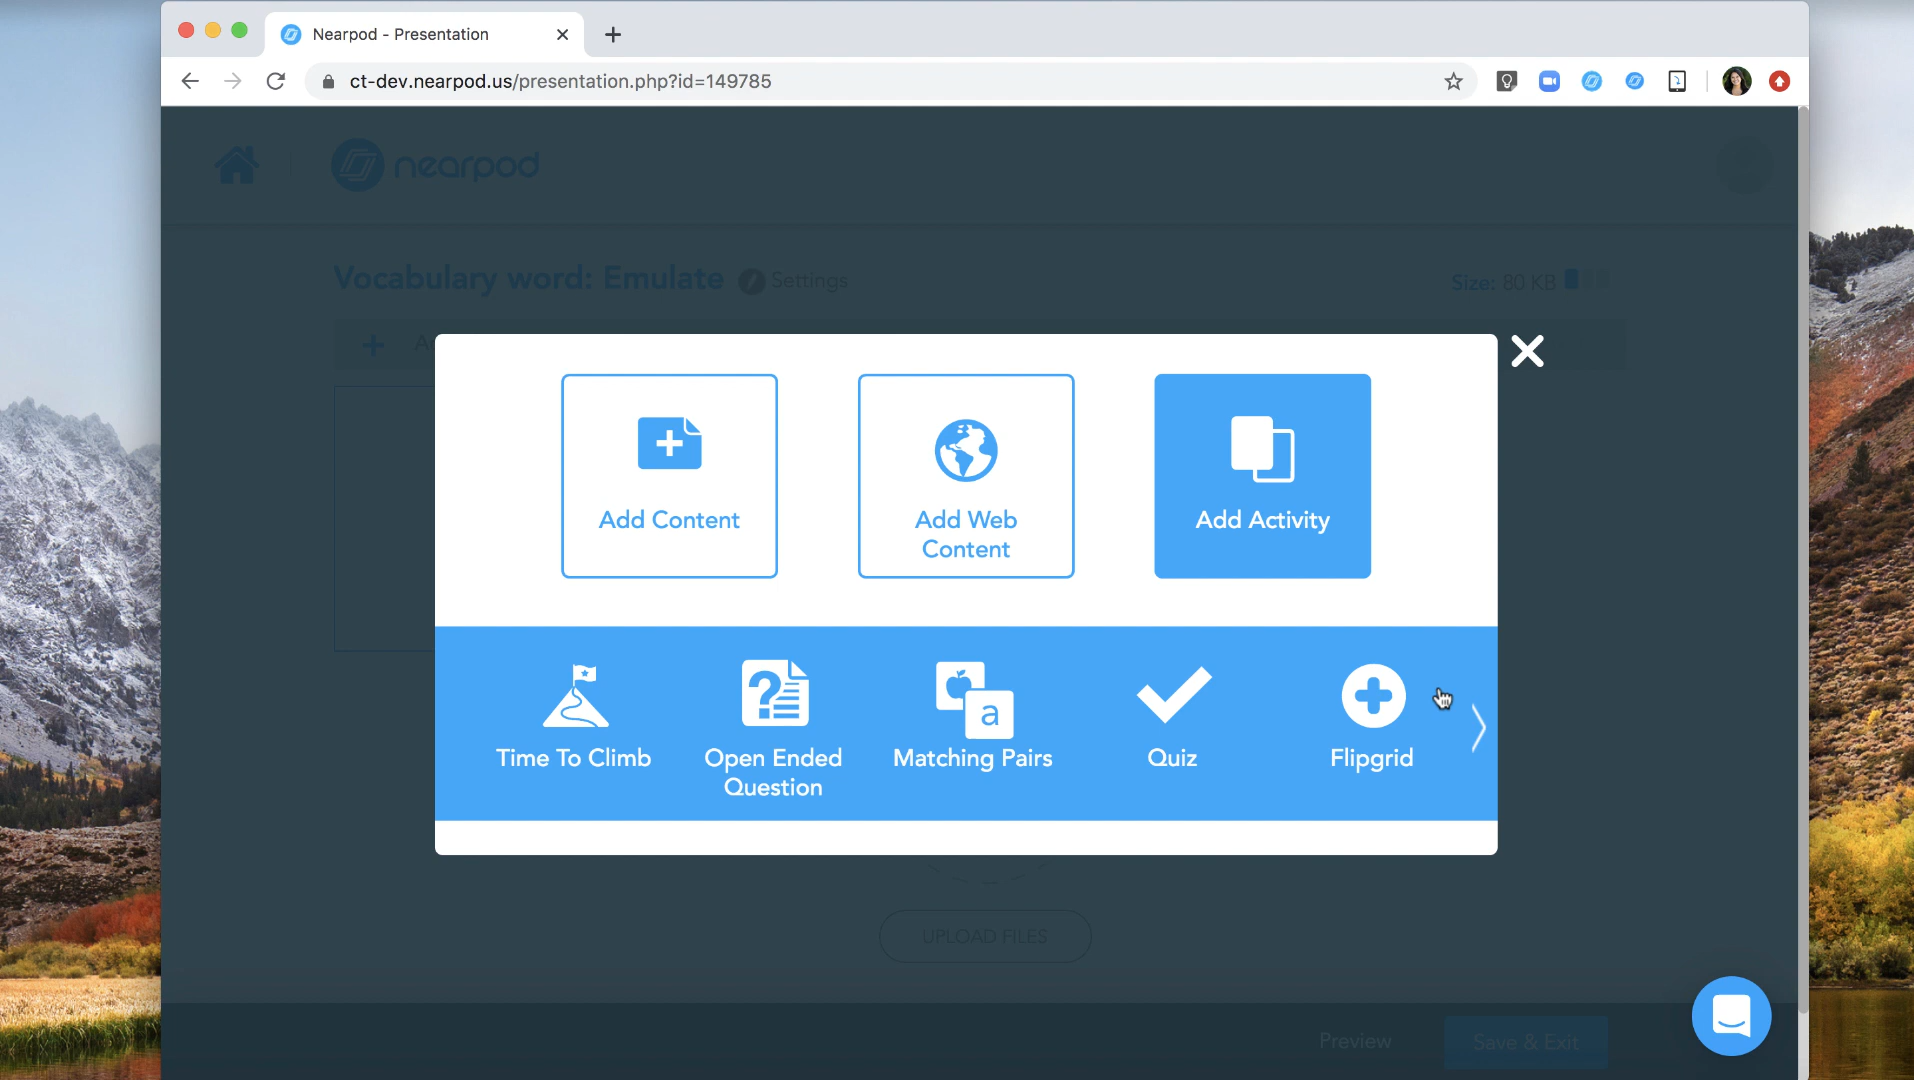 Nearpod - Presentation
ct-dev.nearpod.us/presentation.php?id=149785
nearpod
Vocabulary word: Emulate
Settings
Size: 80 KB
Add Content
Add Web
Content
Add Activity
a
Time To Climb
Open Ended
Question
Matching Pairs
Quiz
Flipgrid
UPLOAD FILES
Preview
Save & Exit